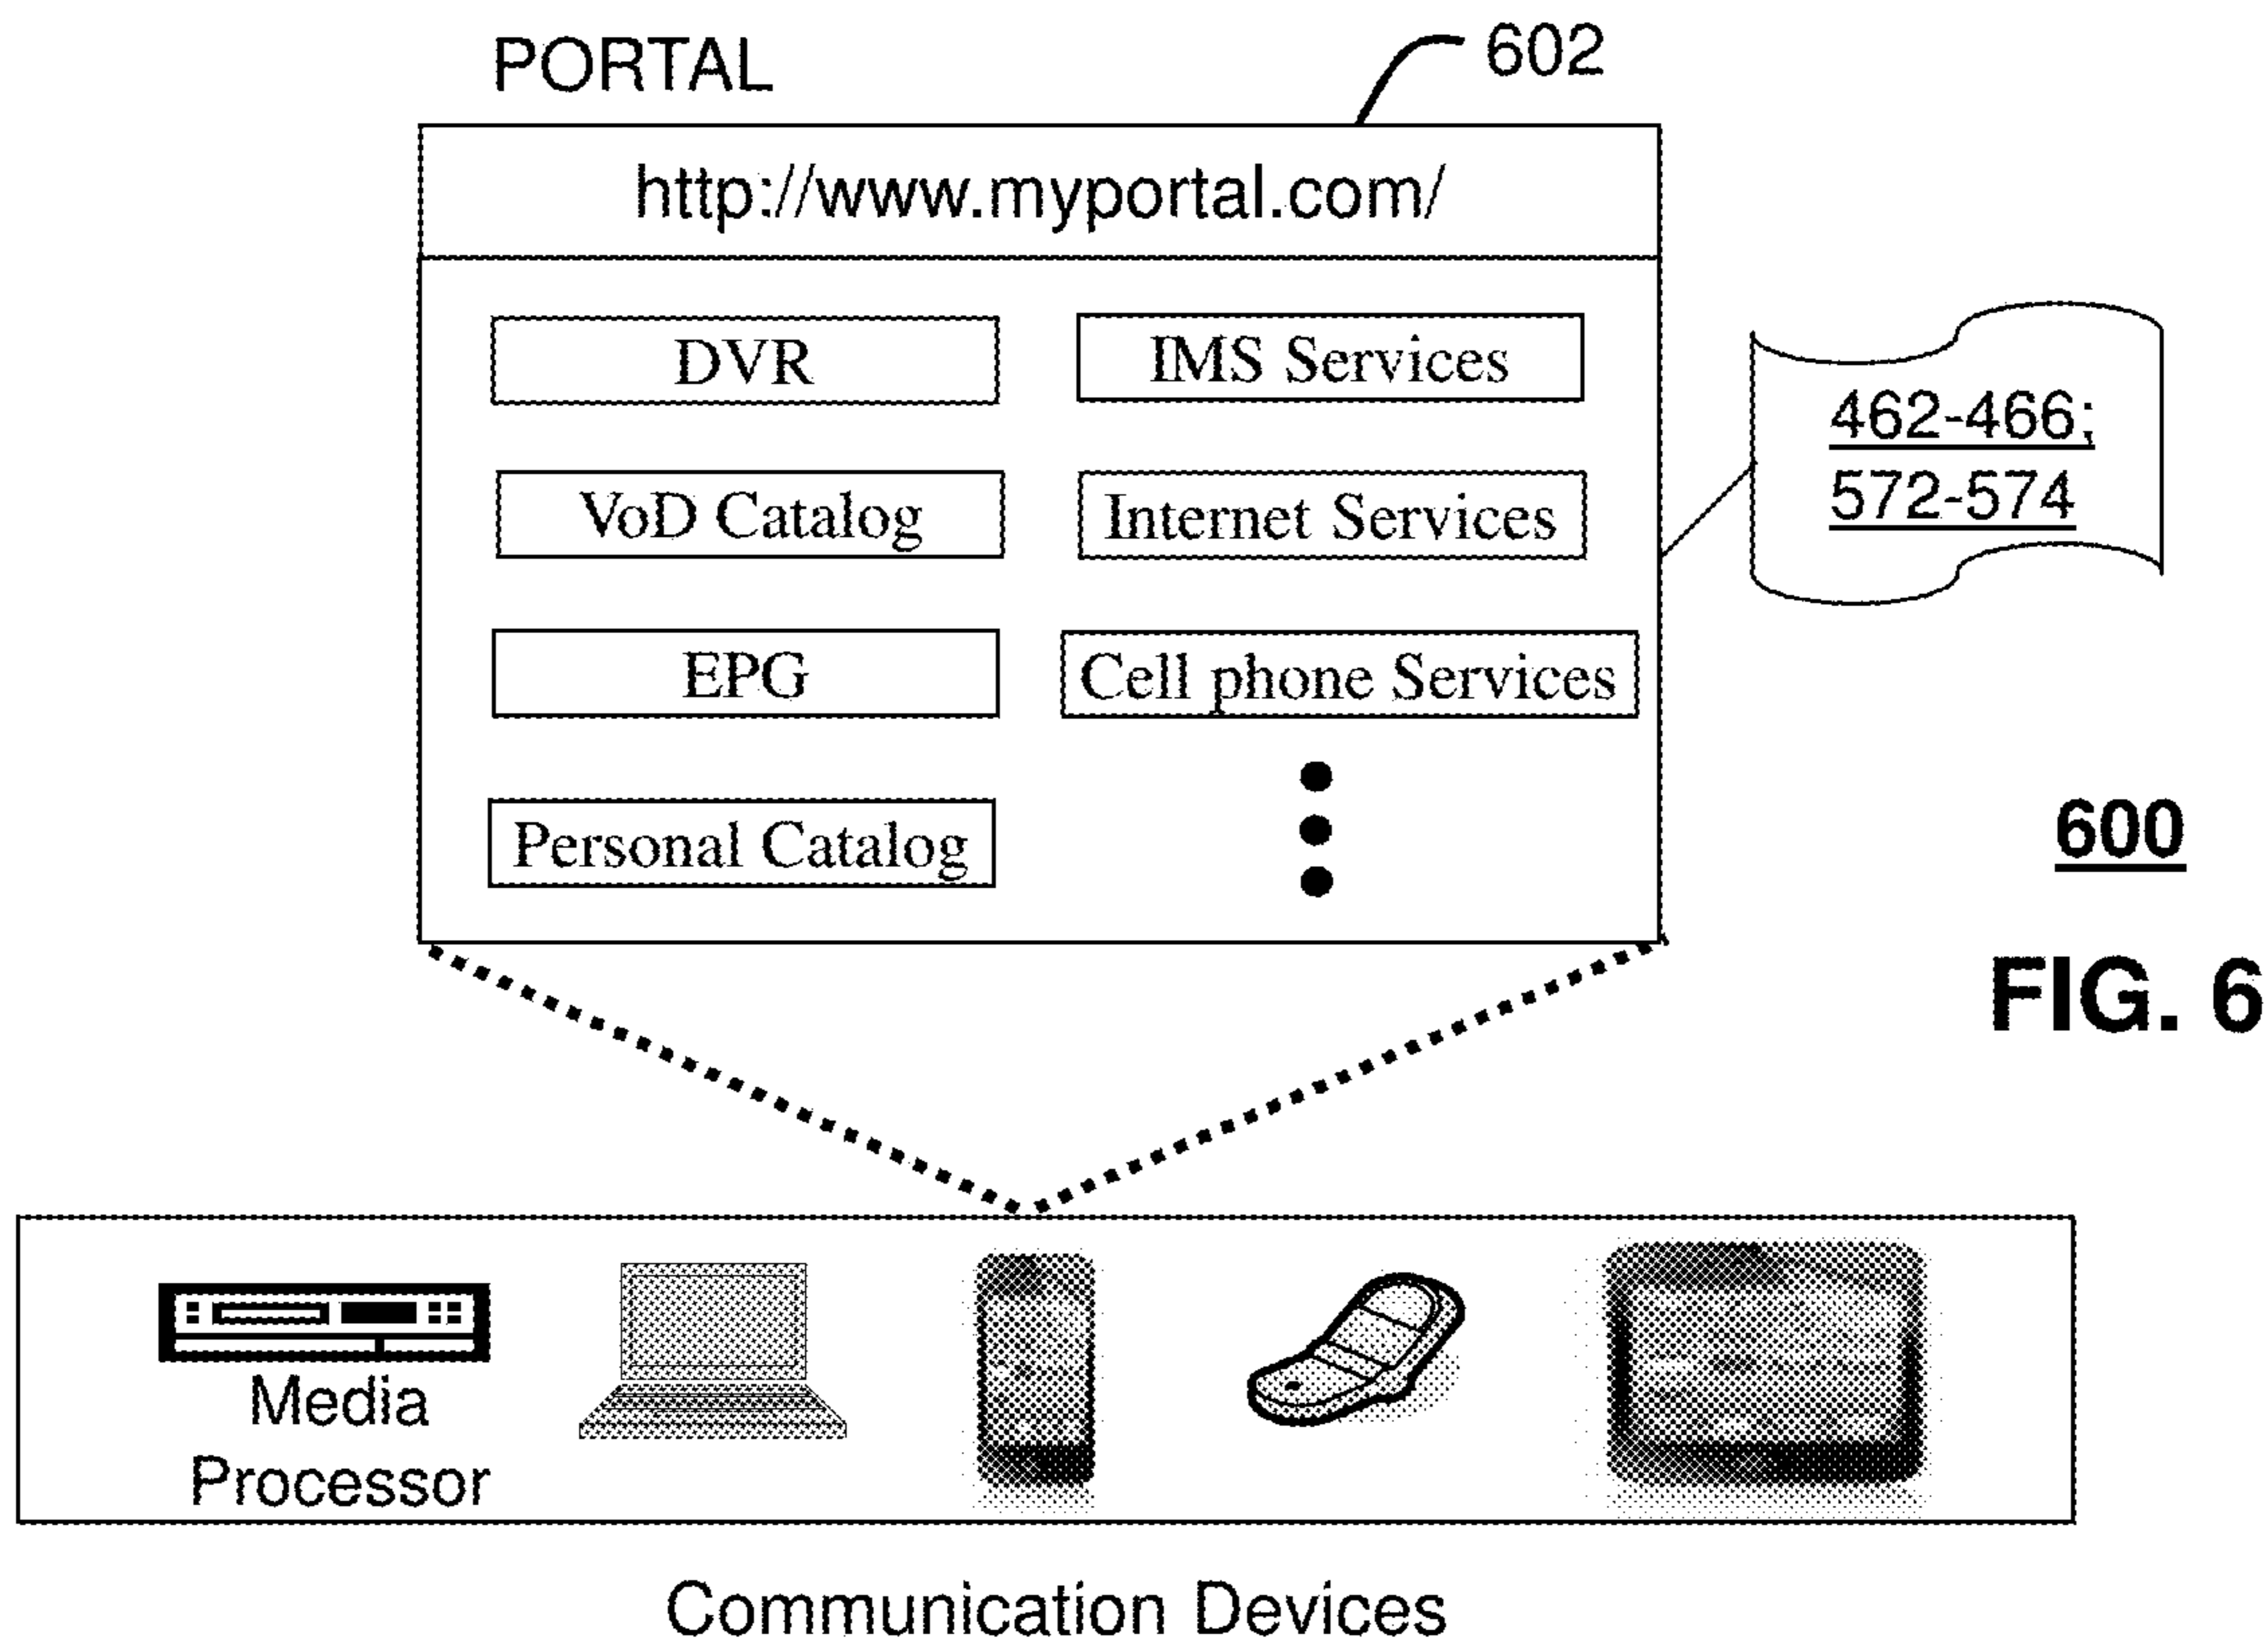 PORTAL
602
http://www.myportal.com/
DVR
IMS Services
462-466;
572-574
VoD Catalog
Internet Services
EPG
Cell phone Services
Personal Catalog
600
FIG. 6
Media
Processor
Communication Devices